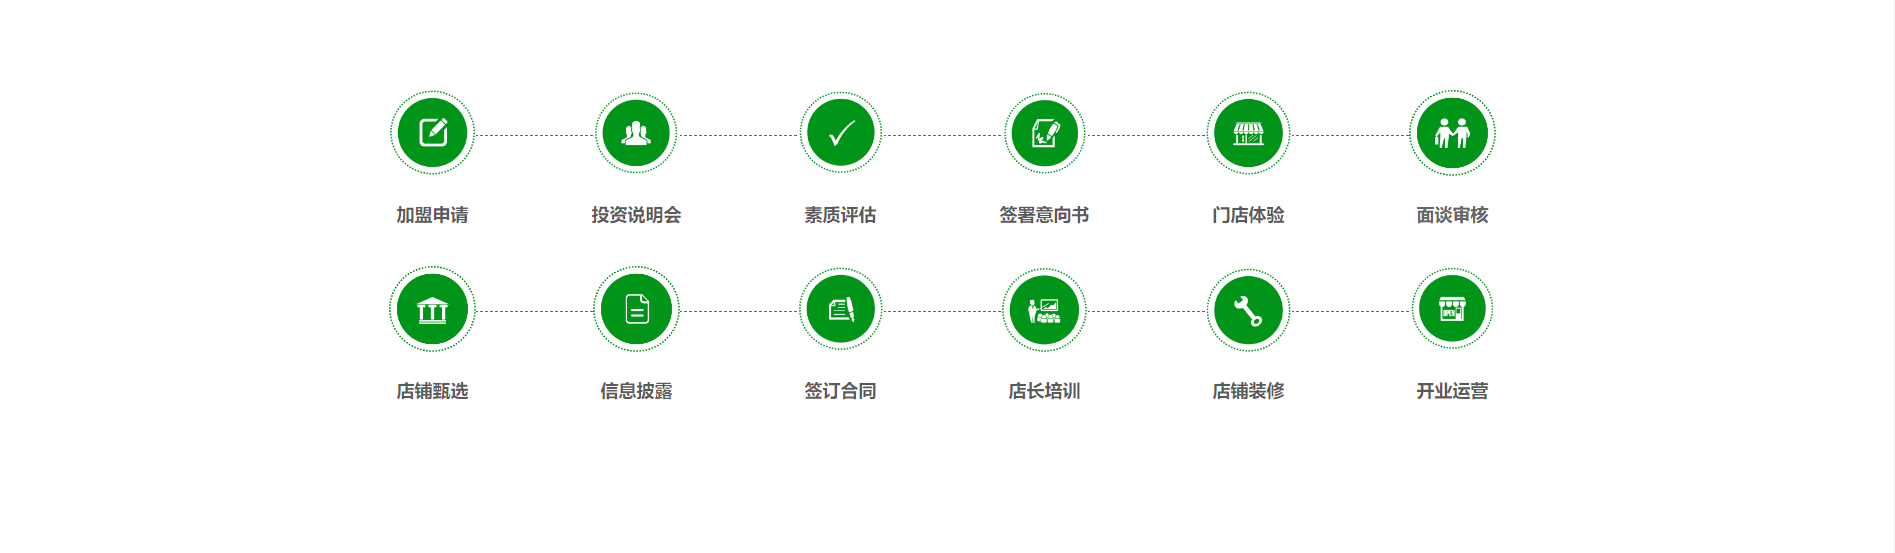 加盟申请 投资说明会 素质评估 签署意向书 门店体验 面谈审核
OPEN
店铺甄选 信息披露 签订合同 店长培训 店铺装修 开业运营